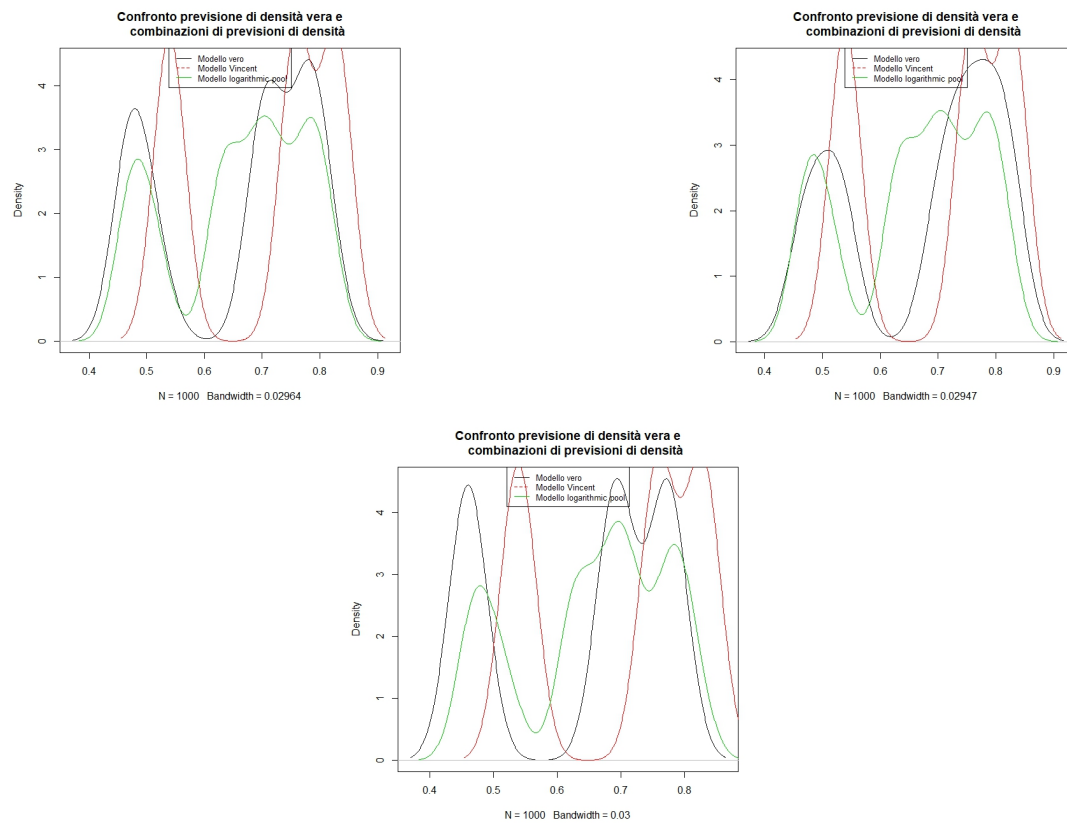 Confronto previsione di densità vera e
combinazioni di previsioni di densità
Modello vero
Modello Vincent
Modello logarithmic pool
Density
0 1 2 3 4
0.4 0.5 0.6 0.7 0.8 0.9
N = 1000 Bandwidth = 0.02964
Confronto previsione di densità vera e
combinazioni di previsioni di densità
Modello vero
Modello Vincent
Modello logarithmic pool
Density
0 1 2 3 4
0.4 0.5 0.6 0.7 0.8 0.9
N = 1000 Bandwidth = 0.02947
Confronto previsione di densità vera e
combinazioni di previsioni di densità
Modello vero
Modello Vincent
Modello logarithmic pool
Density
0 1 2 3 4
0.4 0.5 0.6 0.7 0.8
N = 1000 Bandwidth = 0.03